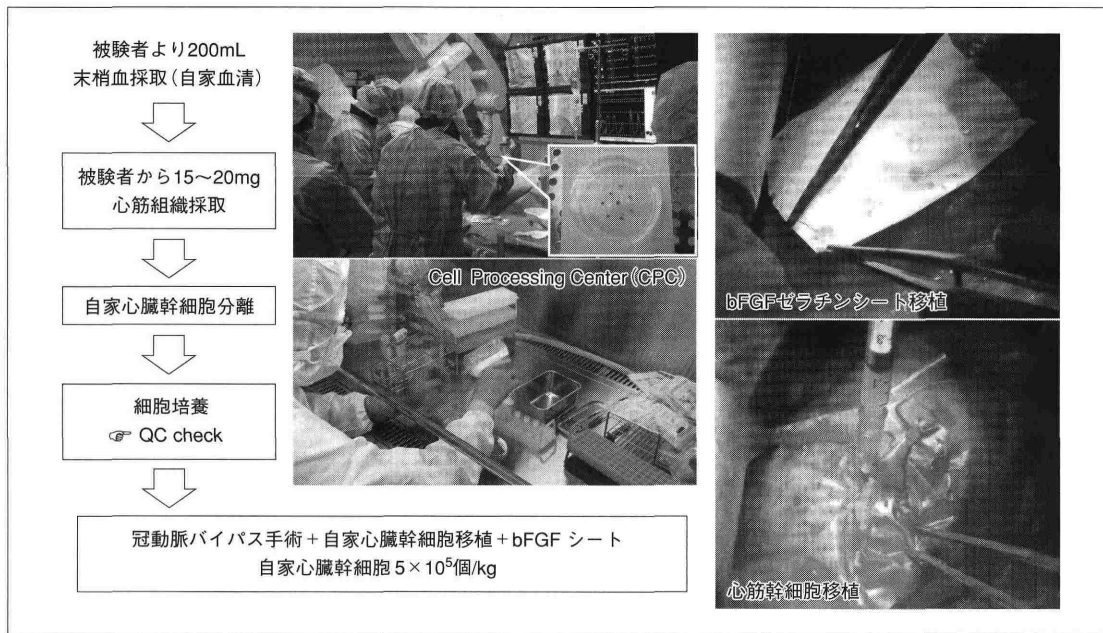 被験者より200mL
末梢血採取(自家血清)
被験者から15～20mg
心筋組織採取
自家心臓幹細胞分離
細胞培養
☞ QC check
冠動脈バイパス手術＋自家心臓幹細胞移植＋bFGF シート
自家心臓幹細胞 5×10⁵個/kg
Cell Processing Center(CPC)
bFGFゼラチンシート移植
心筋幹細胞移植